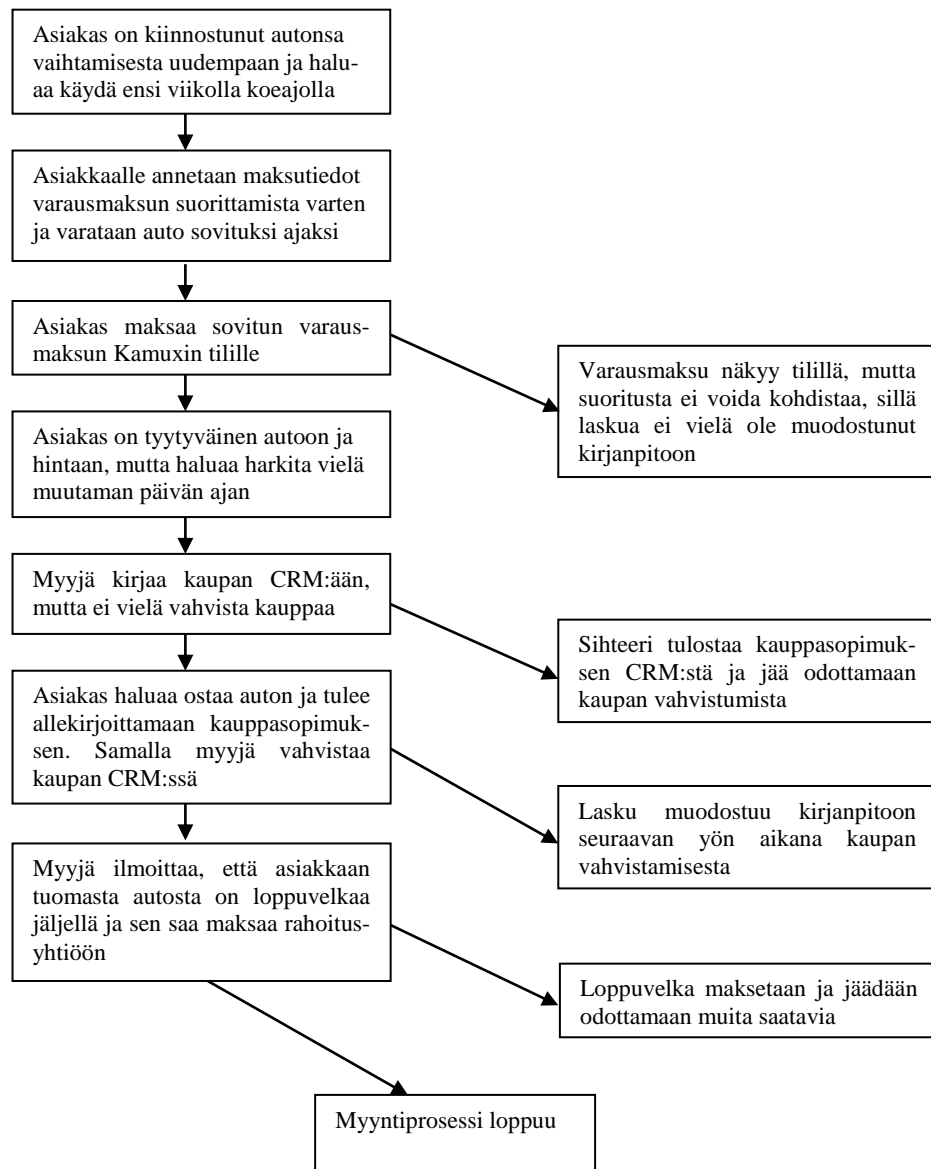 Asiakas on kiinnostunut autonsa
vaihtamisesta uudempaan ja halu-
aa käydä ensi viikolla koeajolla
Asiakkaalle annetaan maksutiedot
varausmaksun suorittamista varten
ja varataan auto sovituksi ajaksi
Asiakas maksaa sovitun varaus-
maksun Kamuxin tilille
Varausmaksu näkyy tilillä, mutta
suoritusta ei voida kohdistaa, sillä
laskua ei vielä ole muodostunut
kirjanpitoon
Asiakas on tyytyväinen autoon ja
hintaan, mutta haluaa harkita vielä
muutaman päivän ajan
Myyjä kirjaa kaupan CRM:ään,
mutta ei vielä vahvista kauppaa
Sihteeri tulostaa kauppasopimuk-
sen CRM:stä ja jää odottamaan
kaupan vahvistumista
Asiakas haluaa ostaa auton ja tulee
allekirjoittamaan kauppasopimuk-
sen. Samalla myyjä vahvistaa
kaupan CRM:ssä
Lasku muodostuu kirjanpitoon
seuraavan yön aikana kaupan
vahvistamisesta
Myyjä ilmoittaa, että asiakkaan
tuomasta autosta on loppuvelkaa
jäljellä ja sen saa maksaa rahoitus-
yhtiöön
Loppuvelka maksetaan ja jäädään
odottamaan muita saatavia
Myyntiprosessi loppuu